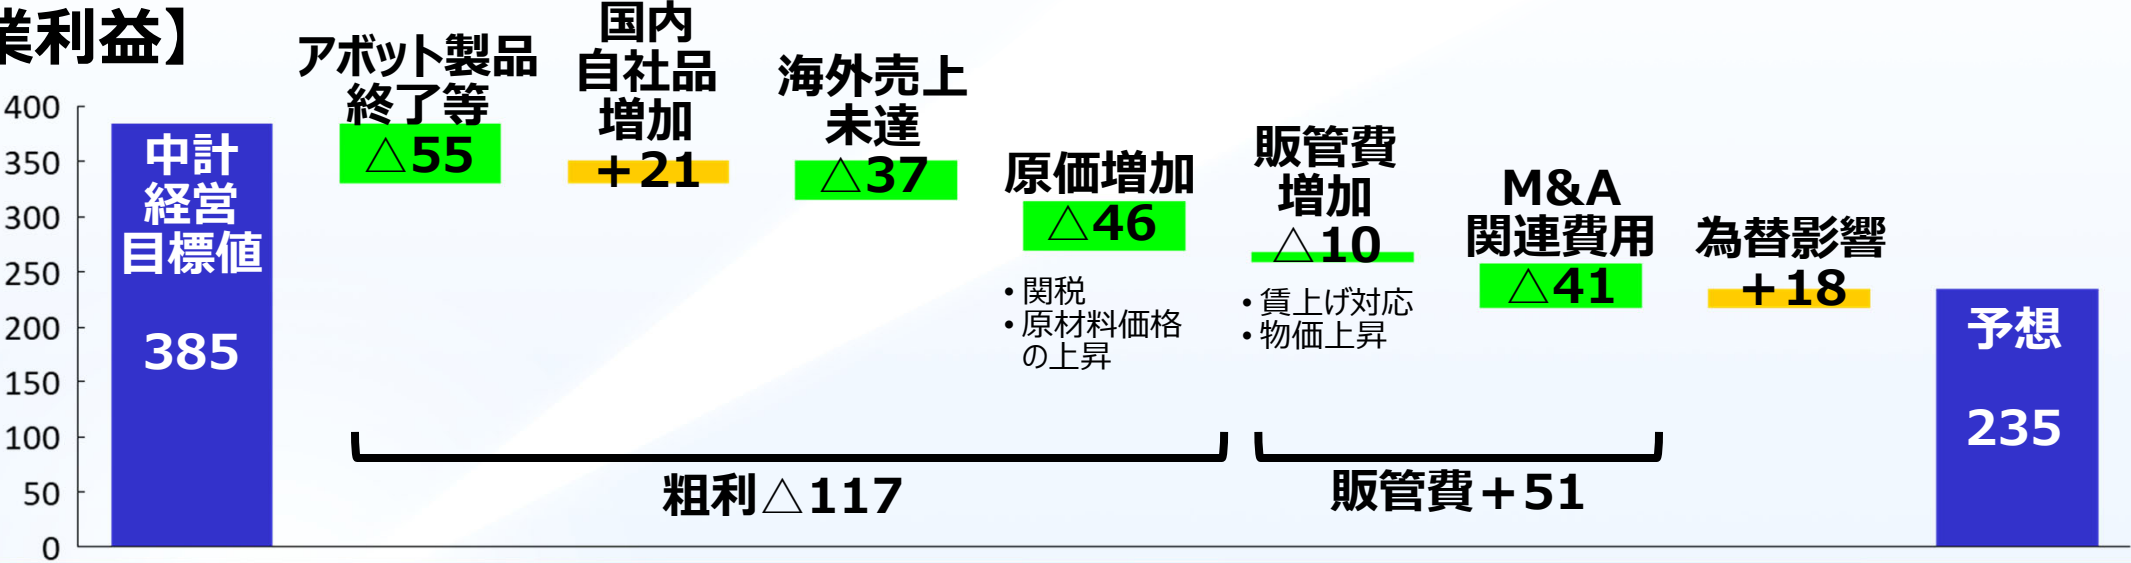 業利益】
400
350
300
250
200
150
100
50
0
中計
経営
目標値
385
アボット製品
終了等
△55
国内
自社品
増加
＋21
海外売上
未達
△37
原価増加
△46
・関税
・原材料価格
の上昇
販管費
増加
△10
・賃上げ対応
・物価上昇
M&A
関連費用
△41
為替影響
＋18
予想
235
粗利△117
販管費＋51